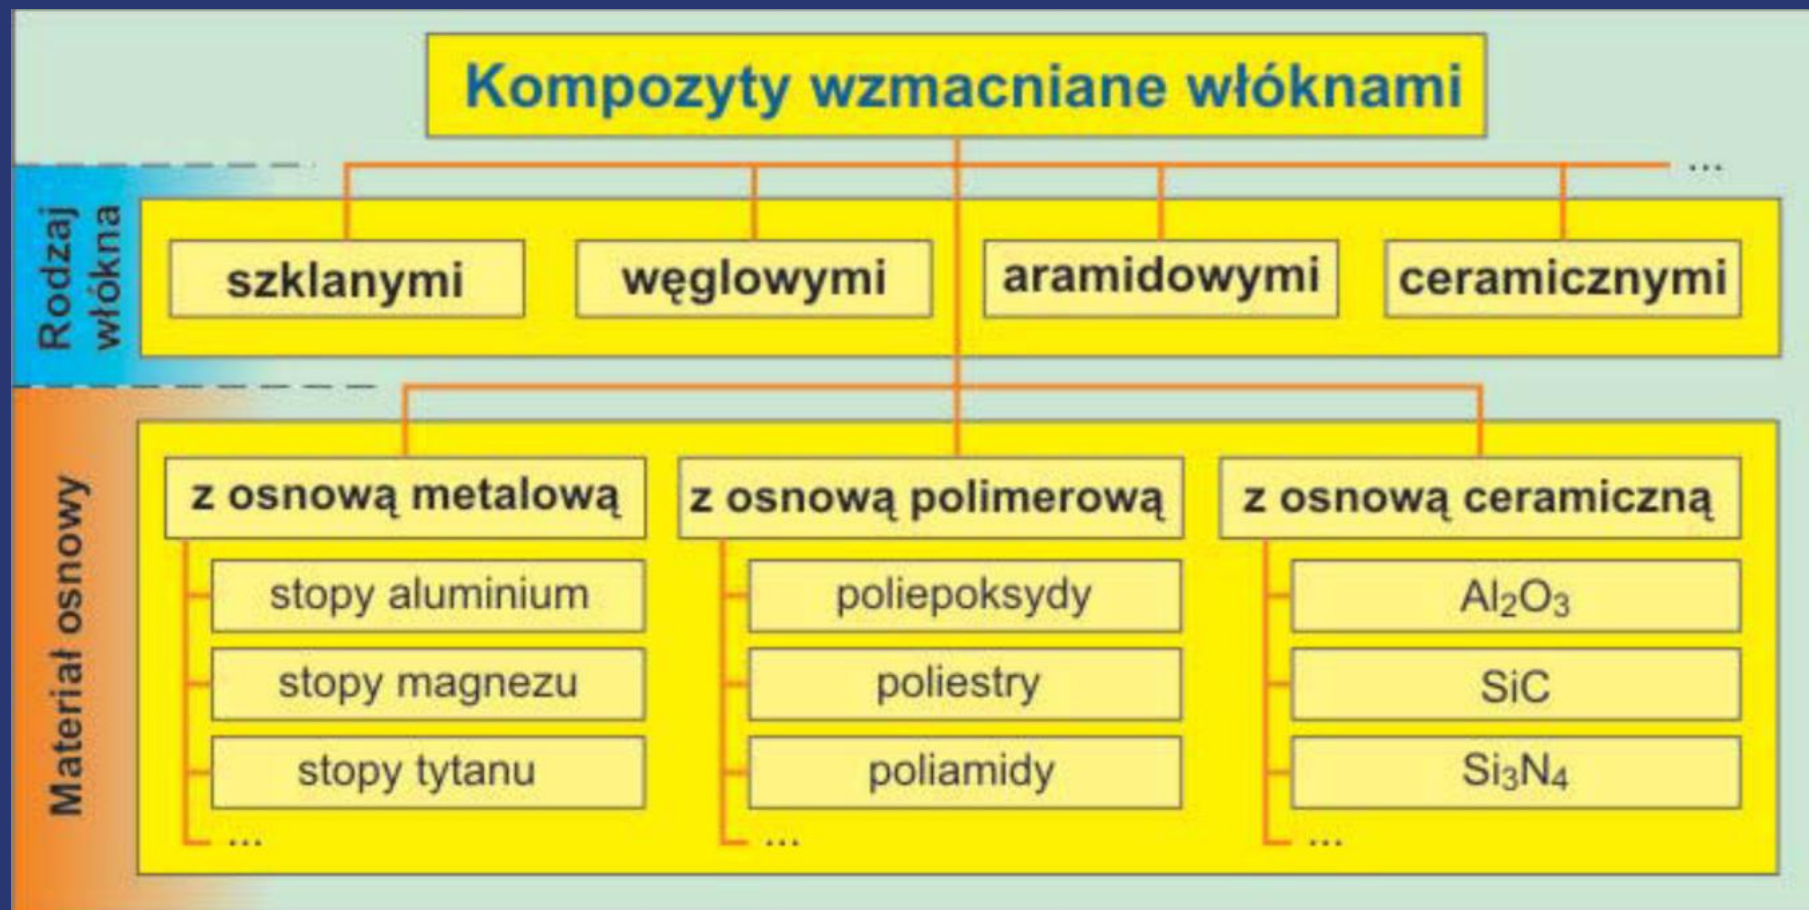 Kompozyty wzmacniane włóknami
...
Rodzaj
włókna
szklanymi
węglowymi
aramidowymi
ceramicznymi
Materiał osnowy
z osnową metalową
stopy aluminium
stopy magnezu
stopy tytanu
...
z osnową polimerową
poliepoksydy
poliestry
poliamidy
...
z osnową ceramiczną
Al₂O₃
SiC
Si₃N₄
...